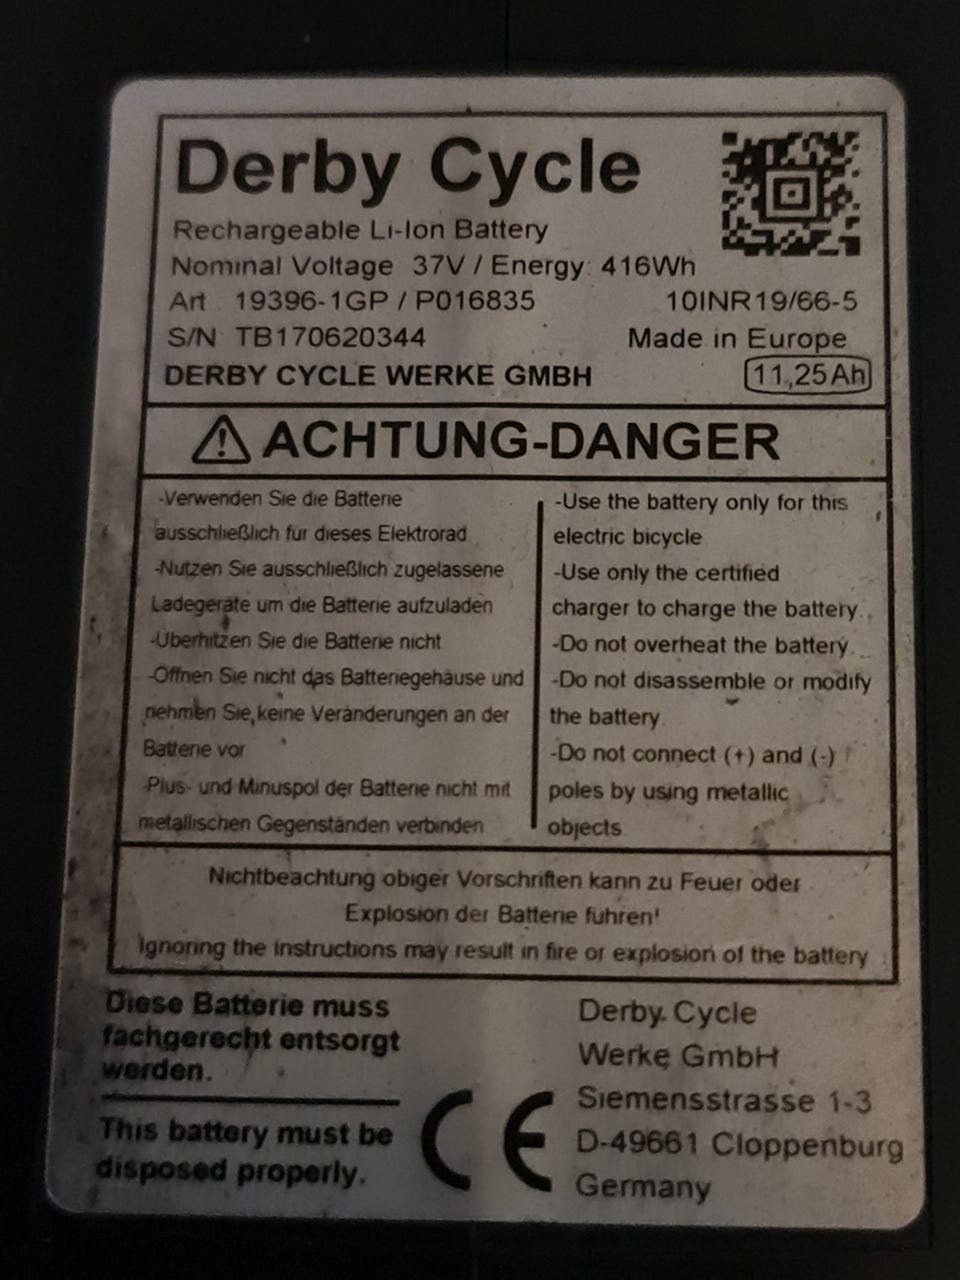 Derby Cycle
Rechargeable Li-Ion Battery
Nominal Voltage 37V / Energy: 416Wh
Art 19396-1GP / P016835 10INR19/66-5
S/N TB170620344 Made in Europe
DERBY CYCLE WERKE GMBH 11,25Ah
ACHTUNG-DANGER
-Verwenden Sie die Batterie
ausschließlich für dieses Elektrorad
-Nutzen Sie ausschließlich zugelassene
Ladegeräte um die Batterie aufzuladen
-Überhitzen Sie die Batterie nicht
-Öffnen Sie nicht das Batteriegehäuse und
nehmen Sie keine Veränderungen an der
Batterie vor
-Plus- und Minuspol der Batterie nicht mit
metallischen Gegenständen verbinden
-Use the battery only for this
electric bicycle
-Use only the certified
charger to charge the battery.
-Do not overheat the battery.
-Do not disassemble or modify
the battery.
-Do not connect (+) and (-)
poles by using metallic
objects
Nichtbeachtung obiger Vorschriften kann zu Feuer oder
Explosion der Batterie führen!
Ignoring the instructions may result in fire or explosion of the battery
Diese Batterie muss
fachgerecht entsorgt
werden.
This battery must be
disposed properly.
CE
Derby Cycle
Werke GmbH
Siemensstrasse 1-3
D-49661 Cloppenburg
Germany